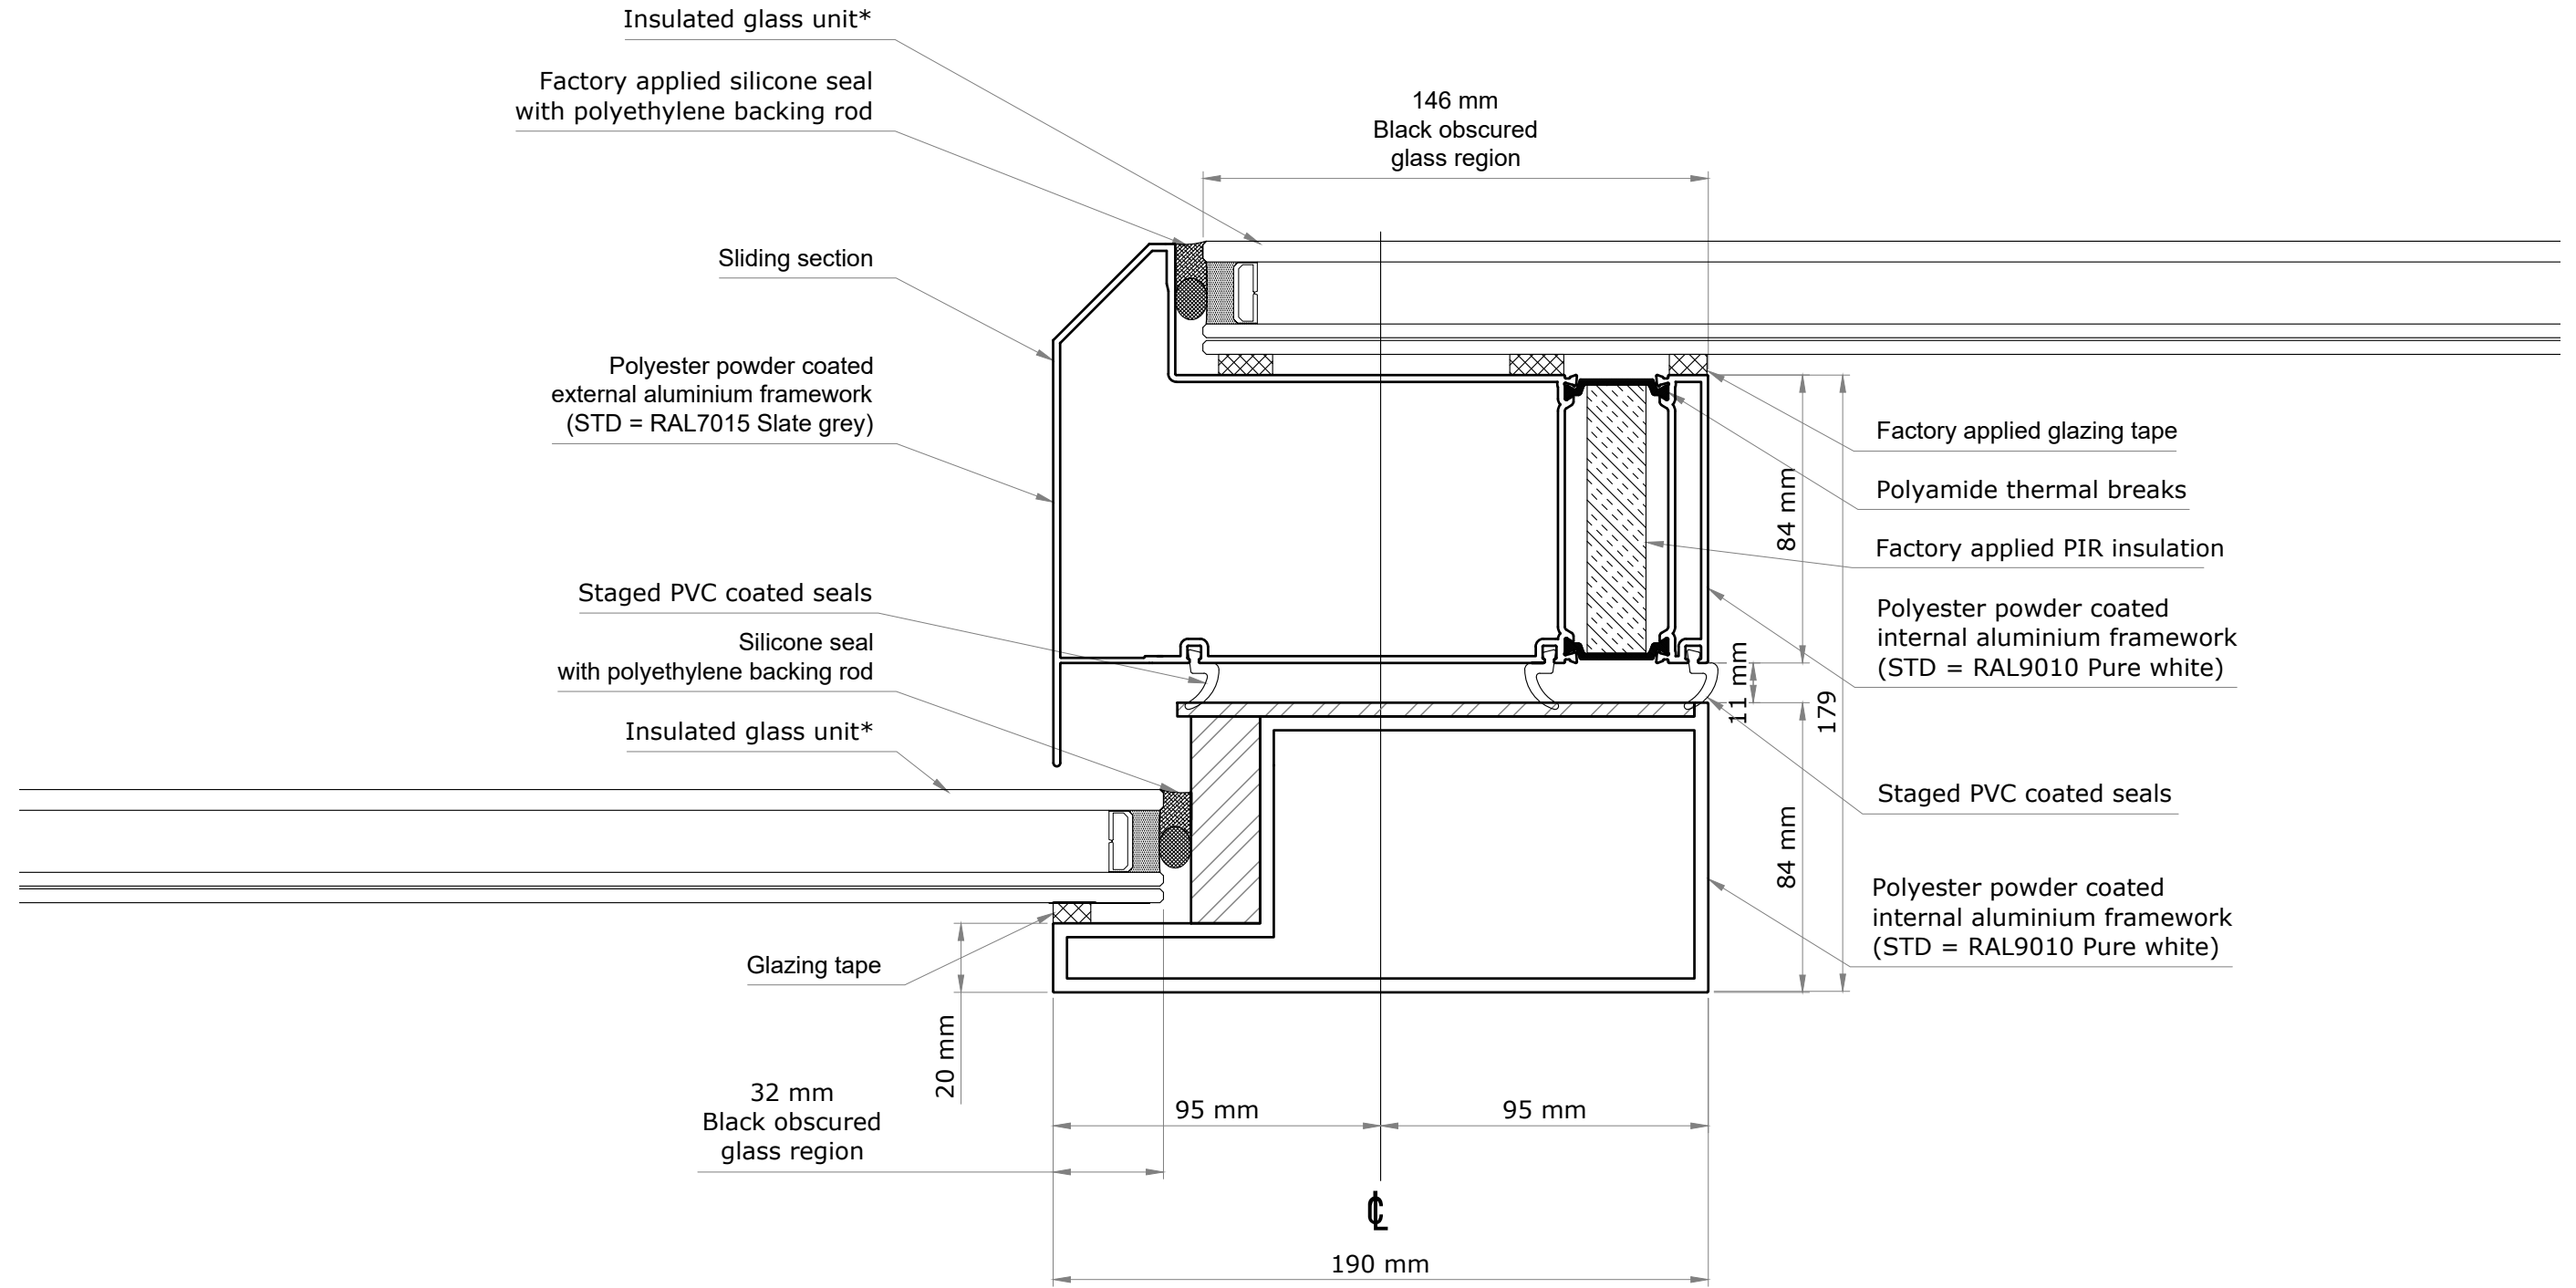 Insulated glass unit*
Factory applied silicone seal
with polyethylene backing rod
146 mm
Black obscured
glass region
Sliding section
Polyester powder coated
external aluminium framework
(STD = RAL7015 Slate grey)
Factory applied glazing tape
84 mm
Polyamide thermal breaks
Factory applied PIR insulation
Staged PVC coated seals
Polyester powder coated
internal aluminium framework
(STD = RAL9010 Pure white)
Silicone seal
with polyethylene backing rod
11 mm
179
Insulated glass unit*
Staged PVC coated seals
84 mm
Polyester powder coated
internal aluminium framework
(STD = RAL9010 Pure white)
Glazing tape
20 mm
32 mm
Black obscured
glass region
95 mm
95 mm
℄
190 mm